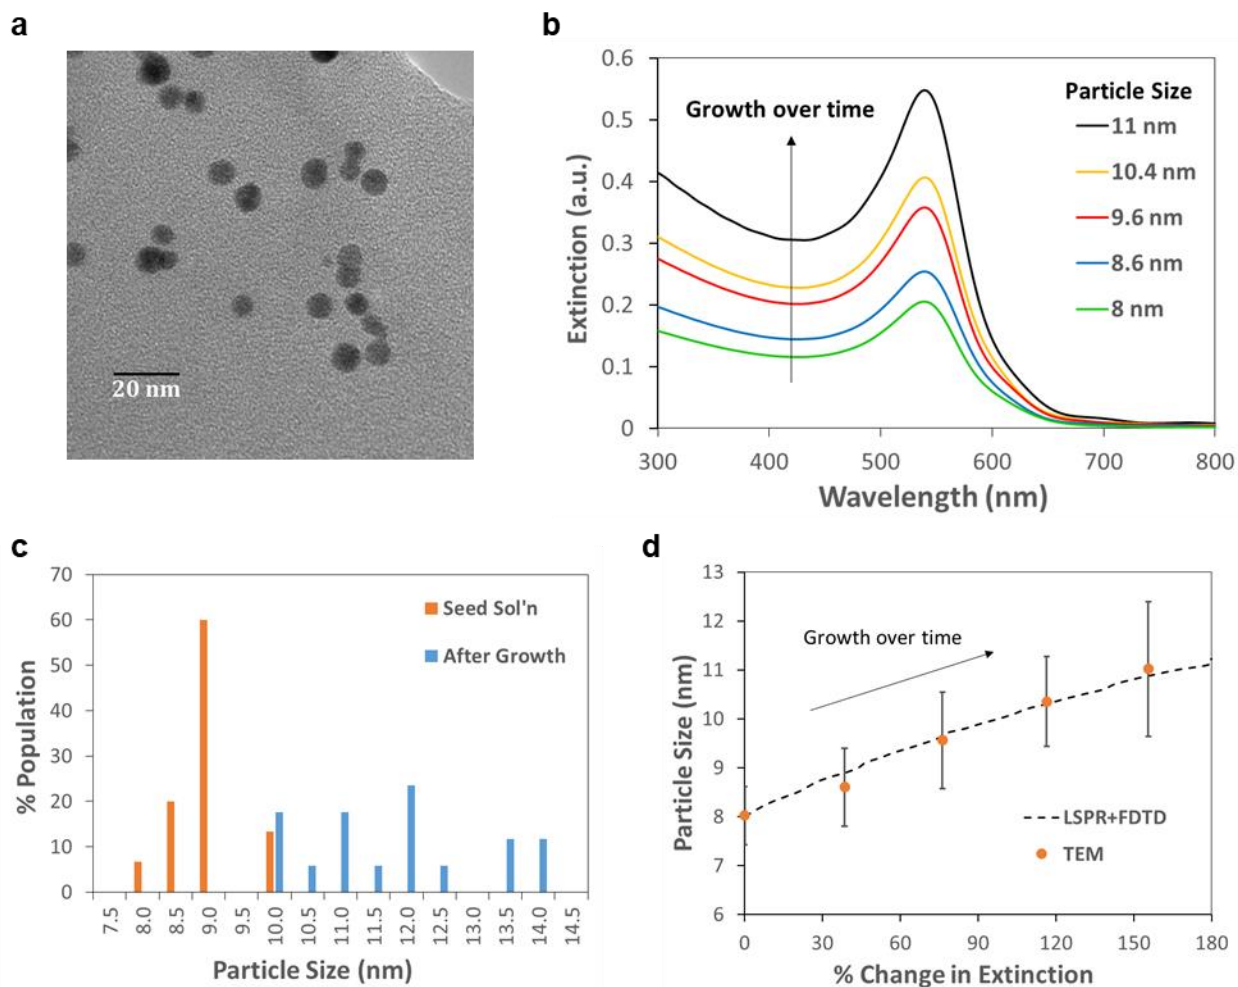 a
20 nm
b
Growth over time
Particle Size
11 nm
10.4 nm
9.6 nm
8.6 nm
8 nm
Extinction (a.u.)
0.6
0.5
0.4
0.3
0.2
0.1
0
300 400 500 600 700 800
Wavelength (nm)
c
Seed Sol'n
After Growth
% Population
70
60
50
40
30
20
10
0
7.5 8.0 8.5 9.0 9.5 10.0 10.5 11.0 11.5 12.0 12.5 13.5 14.0 14.5
Particle Size (nm)
d
Growth over time
LSPR+FDTD
TEM
Particle Size (nm)
13
12
11
10
9
8
7
6
0 30 60 90 120 150 180
% Change in Extinction